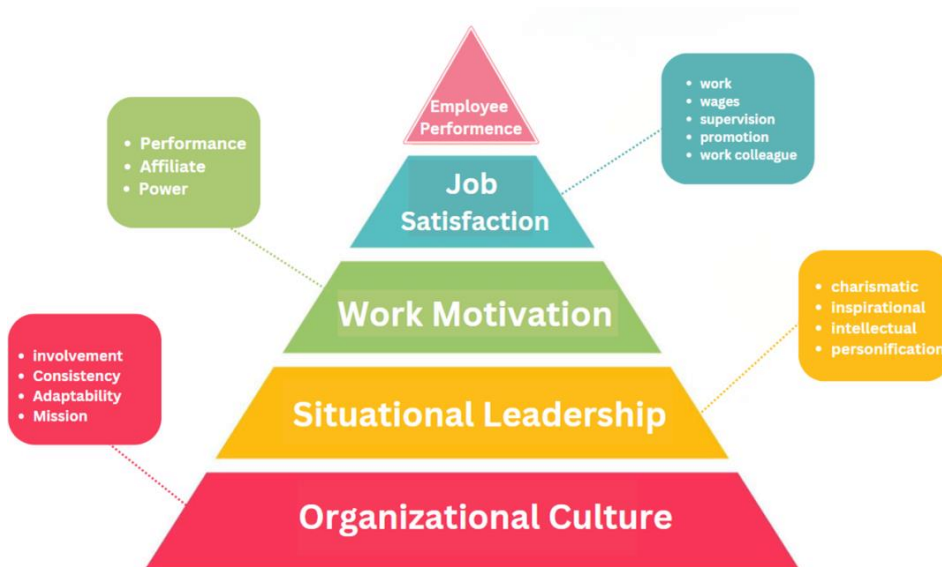 Employee
Performence
• work
• wages
• supervision
• promotion
• work colleague
• Performance
• Affiliate
• Power
Job
Satisfaction
Work Motivation
• charismatic
• inspirational
• intellectual
• personification
• involvement
• Consistency
• Adaptability
• Mission
Situational Leadership
Organizational Culture